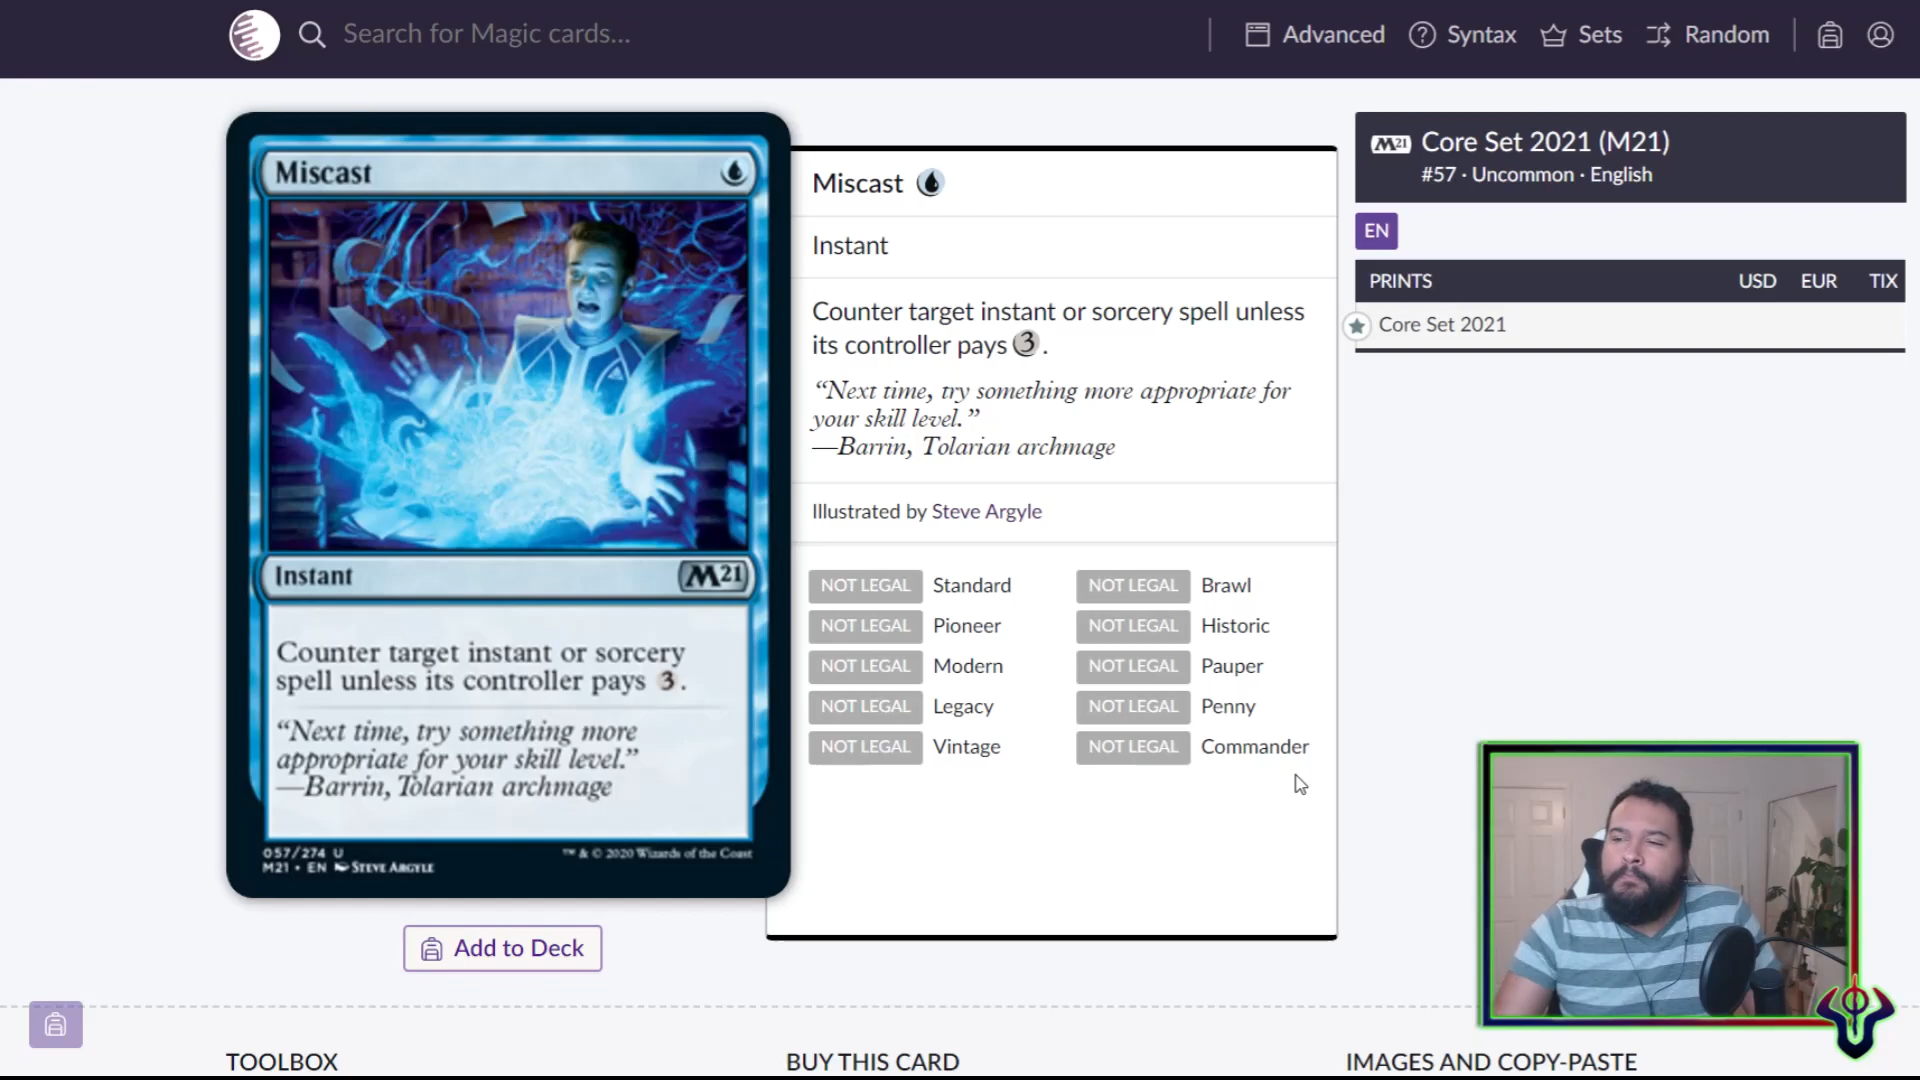 Search for Magic cards...
Advanced
Syntax
Sets
Random
Miscast
Instant
M21
Counter target instant or sorcery
spell unless its controller pays 3.
“Next time, try something more
appropriate for your skill level.”
—Barrin, Tolarian archmage
057/274 U
M21 • EN STEVE ARGYLE
™ & © 2020 Wizards of the Coast
Add to Deck
Miscast
Instant
Counter target instant or sorcery spell unless
its controller pays 3.
“Next time, try something more appropriate for
your skill level.”
—Barrin, Tolarian archmage
Illustrated by Steve Argyle
NOT LEGAL Standard NOT LEGAL Brawl
NOT LEGAL Pioneer NOT LEGAL Historic
NOT LEGAL Modern NOT LEGAL Pauper
NOT LEGAL Legacy NOT LEGAL Penny
NOT LEGAL Vintage NOT LEGAL Commander
M21 Core Set 2021 (M21)
#57 · Uncommon · English
EN
PRINTS USD EUR TIX
Core Set 2021
TOOLBOX
BUY THIS CARD
IMAGES AND COPY-PASTE